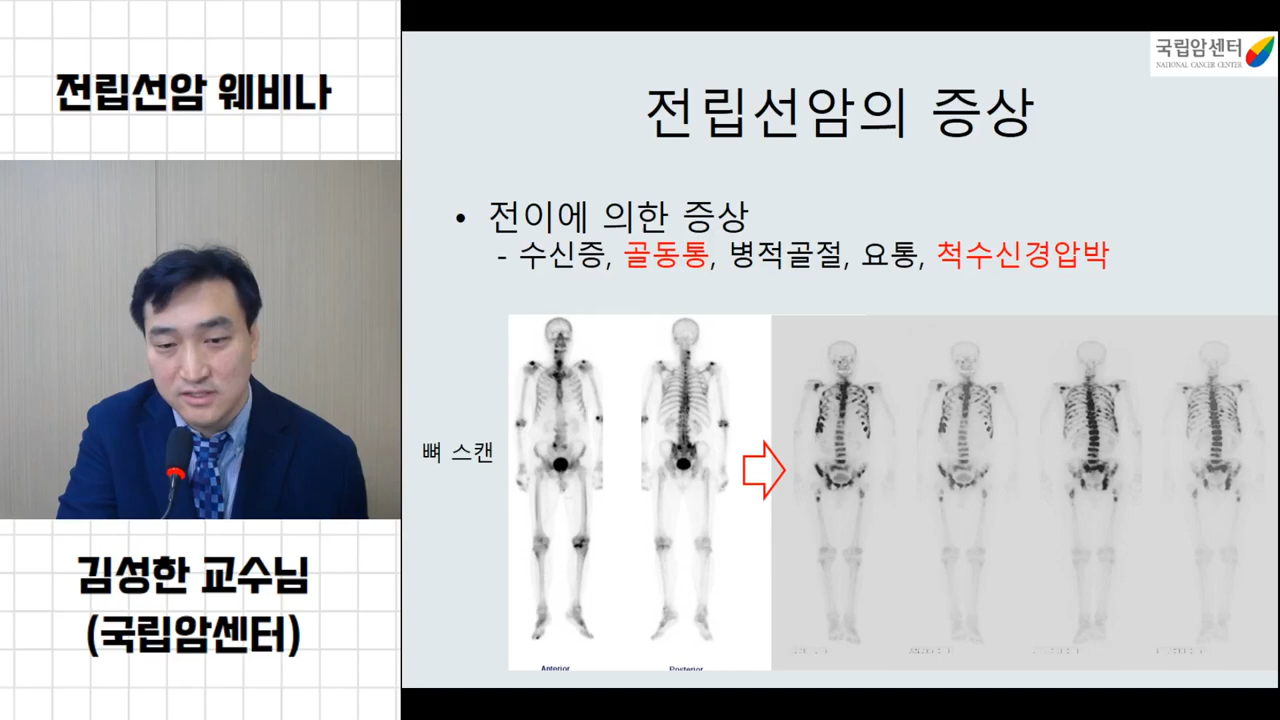 전립선암 웨비나
김성한 교수님
(국립암센터)
국립암센터
NATIONAL CANCER CENTER
전립선암의 증상
• 전이에 의한 증상
- 수신증, 골동통, 병적골절, 요통, 척수신경압박
뼈 스캔
Anterior
Posterior